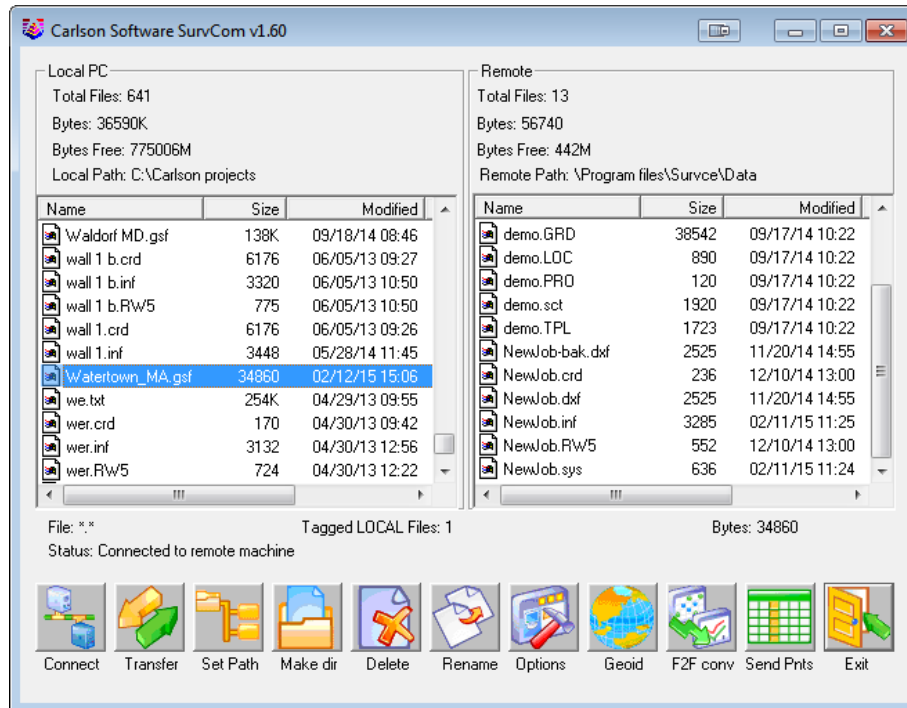 Carlson Software SurvCom v1.60
Local PC
Total Files: 641
Bytes: 36590K
Bytes Free: 775006M
Local Path: C:\Carlson projects
Name Size Modified
Waldorf MD.gsf 138K 09/18/14 08:46
wall 1 b.crd 6176 06/05/13 09:27
wall 1 b.inf 3320 06/05/13 10:50
wall 1 b.RW5 775 06/05/13 10:50
wall 1.crd 6176 06/05/13 09:26
wall 1.inf 3448 05/28/14 11:45
Watertown_MA.gsf 34860 02/12/15 15:06
we.txt 254K 04/29/13 09:55
wer.crd 170 04/30/13 09:42
wer.inf 3132 04/30/13 12:56
wer.RW5 724 04/30/13 12:22
Remote
Total Files: 13
Bytes: 56740
Bytes Free: 442M
Remote Path: \Program files\Survce\Data
Name Size Modified
demo.GRD 38542 09/17/14 10:22
demo.LOC 890 09/17/14 10:22
demo.PRO 120 09/17/14 10:22
demo.sct 1920 09/17/14 10:22
demo.TPL 1723 09/17/14 10:22
NewJob-bak.dxf 2525 11/20/14 14:55
NewJob.crd 236 12/10/14 13:00
NewJob.dxf 2525 11/20/14 14:55
NewJob.inf 3285 02/11/15 11:25
NewJob.RW5 552 12/10/14 13:00
NewJob.sys 636 02/11/15 11:24
File: *.* Tagged LOCAL Files: 1 Bytes: 34860
Status: Connected to remote machine
Connect Transfer Set Path Make dir Delete Rename Options Geoid F2F conv Send Pnts Exit